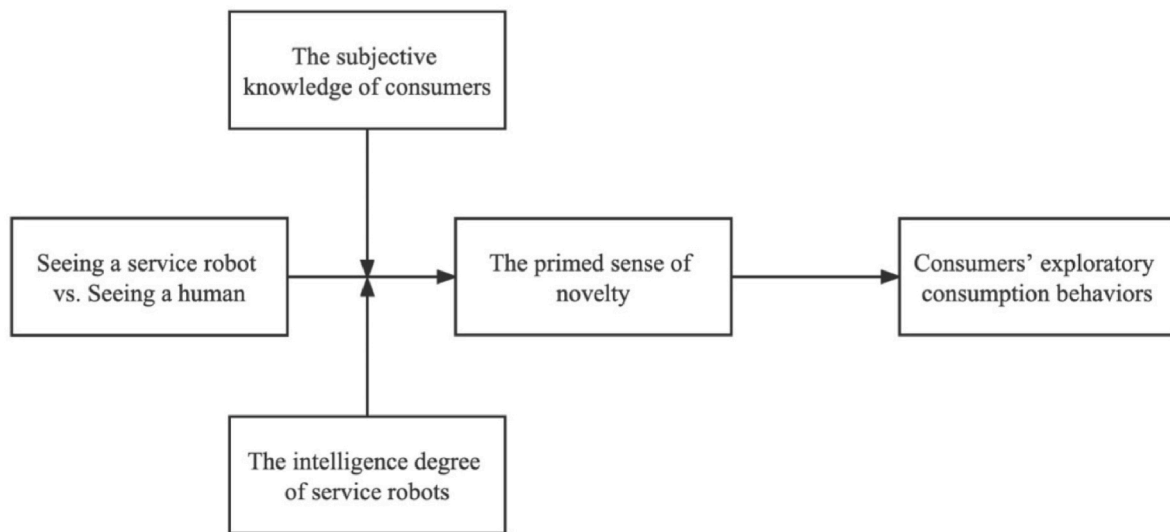 The subjective
knowledge of consumers
Seeing a service robot
vs. Seeing a human
The primed sense of
novelty
Consumers’ exploratory
consumption behaviors
The intelligence degree
of service robots